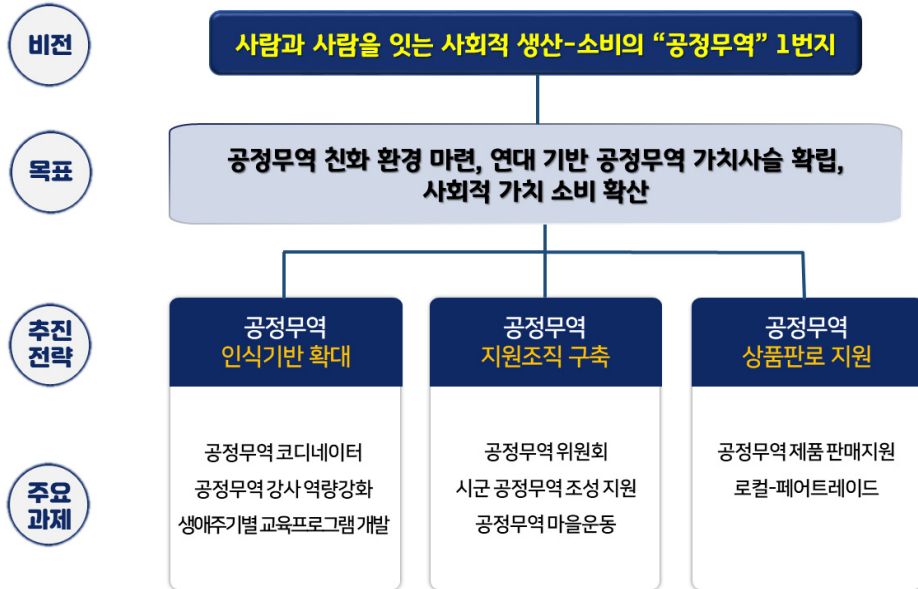 비전
사람과 사람을 잇는 사회적 생산-소비의 “공정무역” 1번지
목표
공정무역 친화 환경 마련, 연대 기반 공정무역 가치사슬 확립,
사회적 가치 소비 확산
추진
전략
공정무역
인식기반 확대
공정무역
지원조직 구축
공정무역
상품판로 지원
주요
과제
공정무역 코디네이터
공정무역 강사 역량강화
생애주기별 교육프로그램 개발
공정무역 위원회
시군 공정무역 조성 지원
공정무역 마을운동
공정무역 제품 판매지원
로컬-페어트레이드